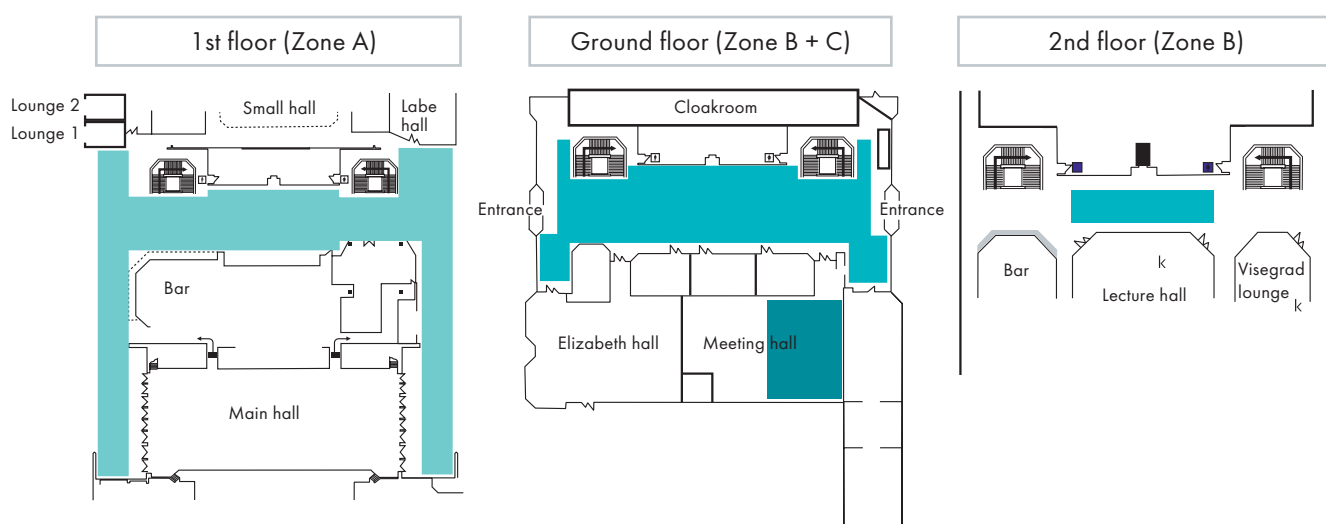 1st floor (Zone A)
Ground floor (Zone B + C)
2nd floor (Zone B)
Lounge 2
Lounge 1
Small hall
Labe
hall
Bar
Main hall
Cloakroom
Entrance
Entrance
Elizabeth hall
Meeting hall
Bar
k
Lecture hall
Visegrad
lounge
k